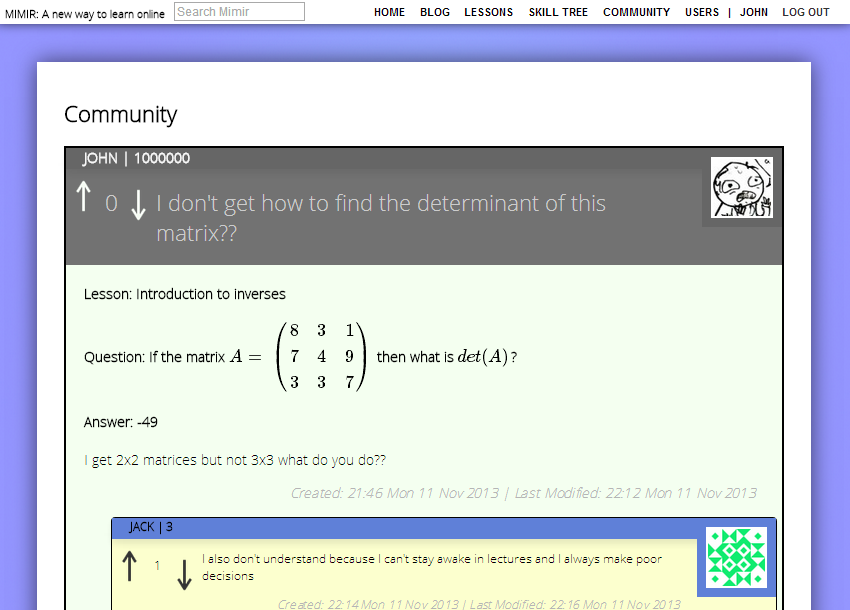 MIMIR: A new way to learn online Search Mimir HOME BLOG LESSONS SKILL TREE COMMUNITY USERS | JOHN LOG OUT
Community
JOHN | 1000000
0 I don't get how to find the determinant of this
matrix??
Lesson: Introduction to inverses
8 3 1
Question: If the matrix A = 7 4 9 then what is det(A)?
3 3 7
Answer: -49
I get 2x2 matrices but not 3x3 what do you do??
Created: 21:46 Mon 11 Nov 2013 | Last Modified: 22:12 Mon 11 Nov 2013
JACK | 3
1 I also don't understand because I can't stay awake in lectures and I always make poor
decisions
Created: 22:14 Mon 11 Nov 2013 | Last Modified: 22:16 Mon 11 Nov 2013